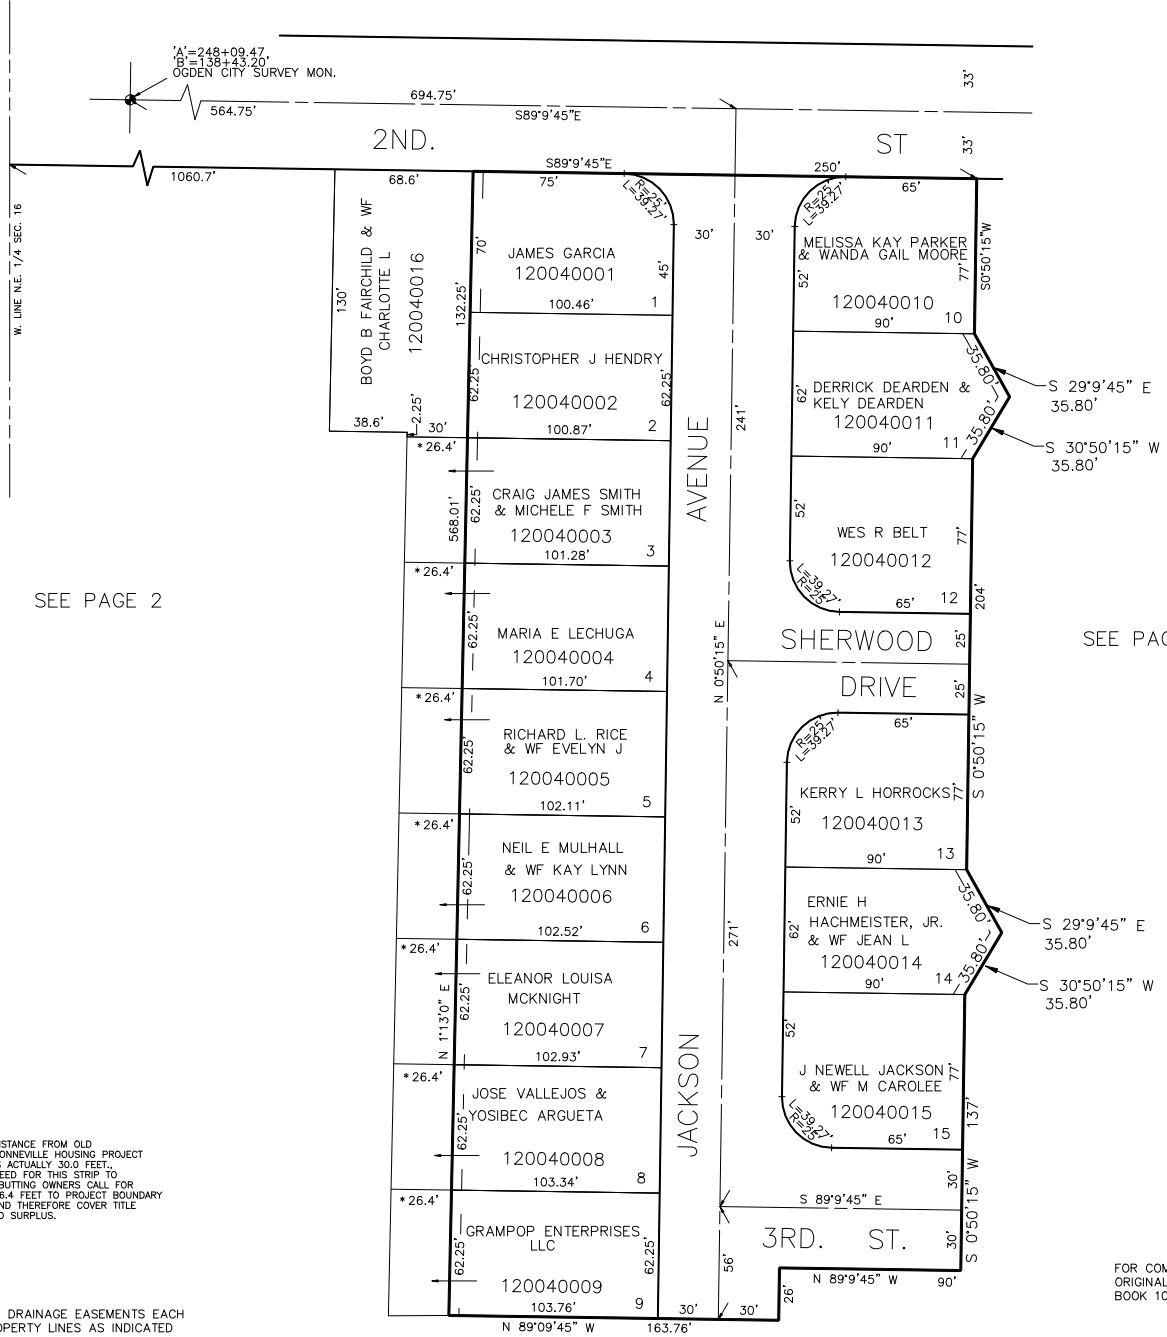 'A'=248+09.47,
'B'=138+43.20'
OGDEN CITY SURVEY MON.
694.75'
564.75'
S89°9'45"E
33'
33'
2ND.
ST
1060.7'
68.6'
S89°9'45"E
75'
250'
65'
R=25'
L=39.27'
R=25'
L=39.27'
W. LINE N.E. 1/4 SEC. 16
BOYD B FAIRCHILD & WF
CHARLOTTE L
120040016
130'
38.6'
2.25'
30'
132.25'
70'
JAMES GARCIA
120040001
45'
100.46'
1
30'
30'
MELISSA KAY PARKER
& WANDA GAIL MOORE
52'
77'
S0°50'15"W
120040010
90'
10
CHRISTOPHER J HENDRY
62.25'
62.25'
120040002
100.87'
2
35.80'
S 29°9'45" E
35.80'
DERRICK DEARDEN &
KELY DEARDEN
62'
120040011
90'
11
35.80'
S 30°50'15" W
35.80'
241'
AVENUE
*26.4'
568.01'
62.25'
CRAIG JAMES SMITH
& MICHELE F SMITH
120040003
101.28'
3
52'
WES R BELT
120040012
77'
L=39.27'
R=25'
65'
12
204'
SEE PAGE 2
*26.4'
62.25'
MARIA E LECHUGA
120040004
101.70'
4
N 0°50'15" E
SHERWOOD
25'
DRIVE
25'
*26.4'
62.25'
RICHARD L. RICE
& WF EVELYN J
120040005
102.11'
5
R=25'
L=39.27'
65'
S 0°50'15" W
KERRY L HORROCKS
77'
52'
120040013
90'
13
*26.4'
62.25'
NEIL E MULHALL
& WF KAY LYNN
120040006
102.52'
6
35.80'
S 29°9'45" E
35.80'
ERNIE H
HACHMEISTER, JR.
& WF JEAN L
62'
120040014
90'
14
35.80'
S 30°50'15" W
35.80'
271'
*26.4'
62.25'
N 1°13'0" E
ELEANOR LOUISA
MCKNIGHT
120040007
102.93'
7
52'
J NEWELL JACKSON
& WF M CAROLEE
120040015
77'
L=39.27'
R=25'
65'
15
137'
JACKSON
*26.4'
62.25'
JOSE VALLEJOS &
YOSIBEC ARGUETA
120040008
103.34'
8
*26.4'
62.25'
GRAMPOP ENTERPRISES
LLC
62.25'
120040009
103.76'
9
S 89°9'45" E
30'
S 0°50'15" W
3RD.
ST.
30'
56'
N 89°9'45" W
90'
26'
30'
30'
N 89°09'45" W
163.76'
ISTANCE FROM OLD
ONNEVILLE HOUSING PROJECT
S ACTUALLY 30.0 FEET.,
EED FOR THIS STRIP TO
BUTTING OWNERS CALL FOR
6.4 FEET TO PROJECT BOUNDARY
ND THEREFORE COVER TITLE
O SURPLUS.
DRAINAGE EASEMENTS EACH
OPERTY LINES AS INDICATED
SEE PAG
FOR COM
ORIGINAL
BOOK 10